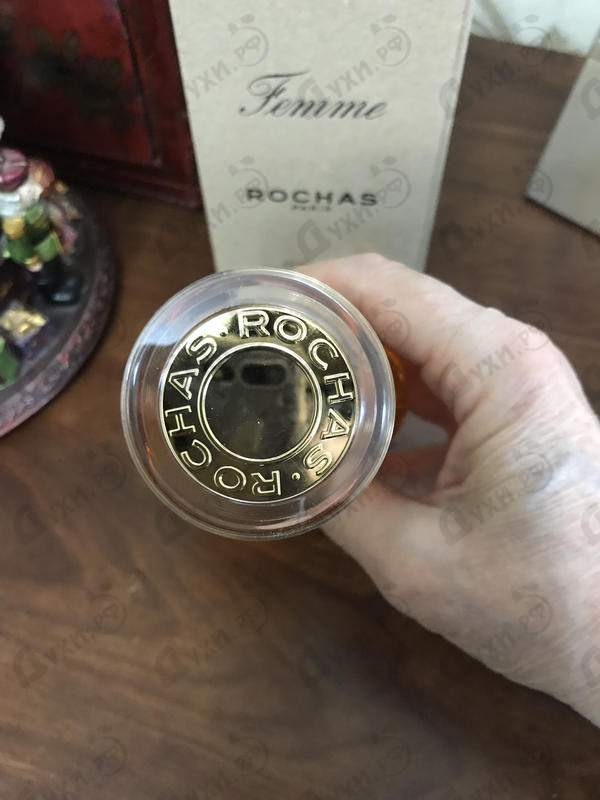 Femme
ROCHAS
PARIS
ROCHAS · ROCHAS ·
Духи.рф